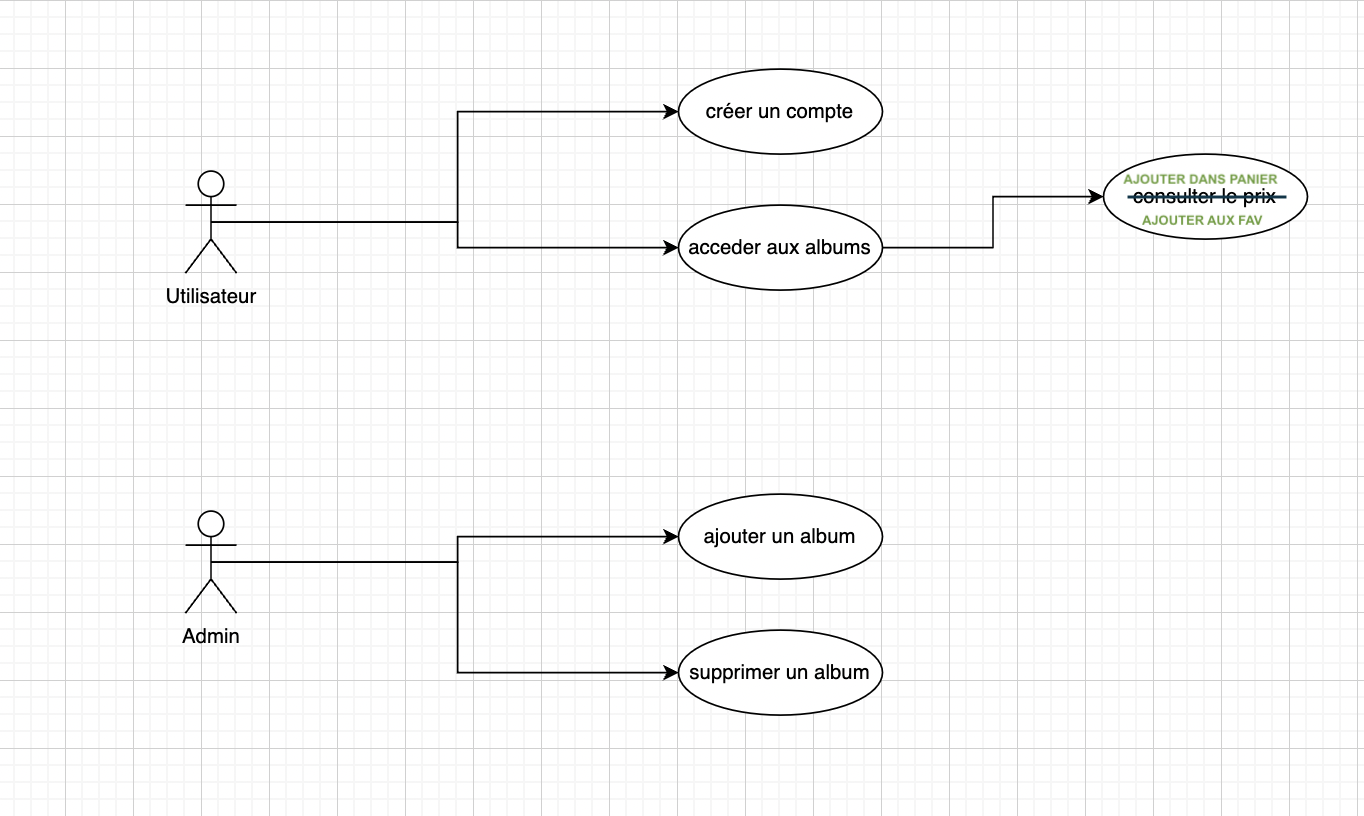 créer un compte
AJOUTER DANS PANIER
consulter le prix
AJOUTER AUX FAV
acceder aux albums
Utilisateur
ajouter un album
Admin
supprimer un album